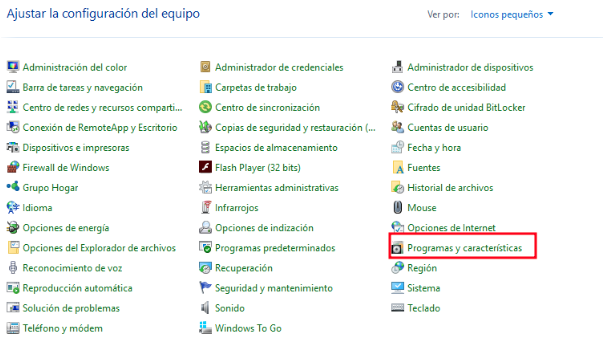 Ajustar la configuración del equipo
Ver por: Iconos pequeños
Administración del color
Administrador de credenciales
Administrador de dispositivos
Barra de tareas y navegación
Carpetas de trabajo
Centro de accesibilidad
Centro de redes y recursos comparti...
Centro de sincronización
Cifrado de unidad BitLocker
Conexión de RemoteApp y Escritorio
Copias de seguridad y restauración (...
Cuentas de usuario
Dispositivos e impresoras
Espacios de almacenamiento
Fecha y hora
Firewall de Windows
Flash Player (32 bits)
Fuentes
Grupo Hogar
Herramientas administrativas
Historial de archivos
Idioma
Infrarrojos
Mouse
Opciones de energía
Opciones de indización
Opciones de Internet
Opciones del Explorador de archivos
Programas predeterminados
Programas y características
Reconocimiento de voz
Recuperación
Región
Reproducción automática
Seguridad y mantenimiento
Sistema
Solución de problemas
Sonido
Teclado
Teléfono y módem
Windows To Go